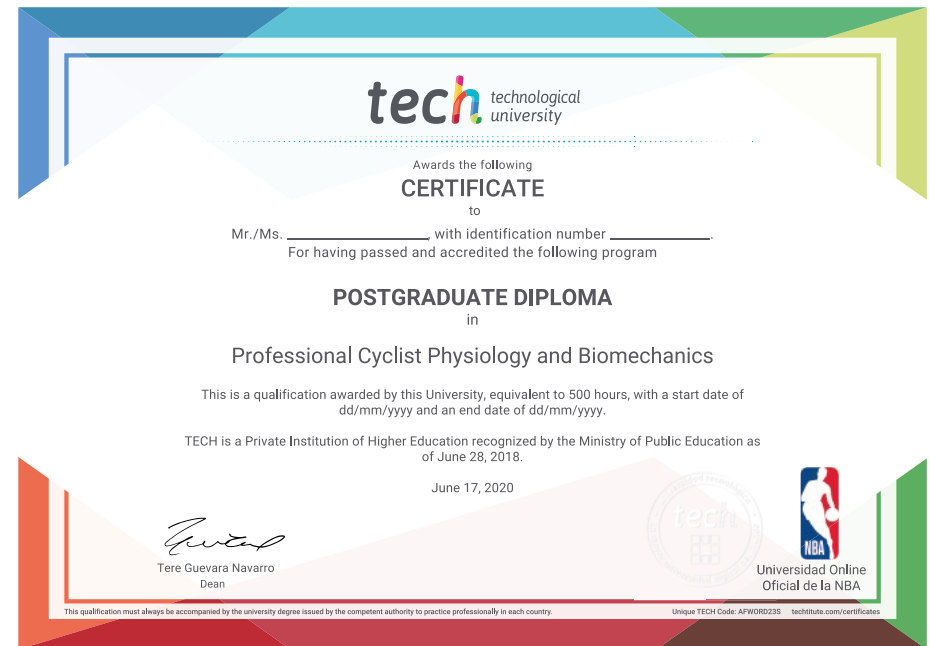 tech technological
university
Awards the following
CERTIFICATE
to
Mr./Ms. ____________________, with identification number ______________.
For having passed and accredited the following program
POSTGRADUATE DIPLOMA
in
Professional Cyclist Physiology and Biomechanics
This is a qualification awarded by this University, equivalent to 500 hours, with a start date of
dd/mm/yyyy and an end date of dd/mm/yyyy.
TECH is a Private Institution of Higher Education recognized by the Ministry of Public Education as
of June 28, 2018.
June 17, 2020
tech
NBA
Tere Guevara Navarro
Dean
Universidad Online
Oficial de la NBA
This qualification must always be accompanied by the university degree issued by the competent authority to practice professionally in each country.
Unique TECH Code: AFWORD23S techtitute.com/certificates